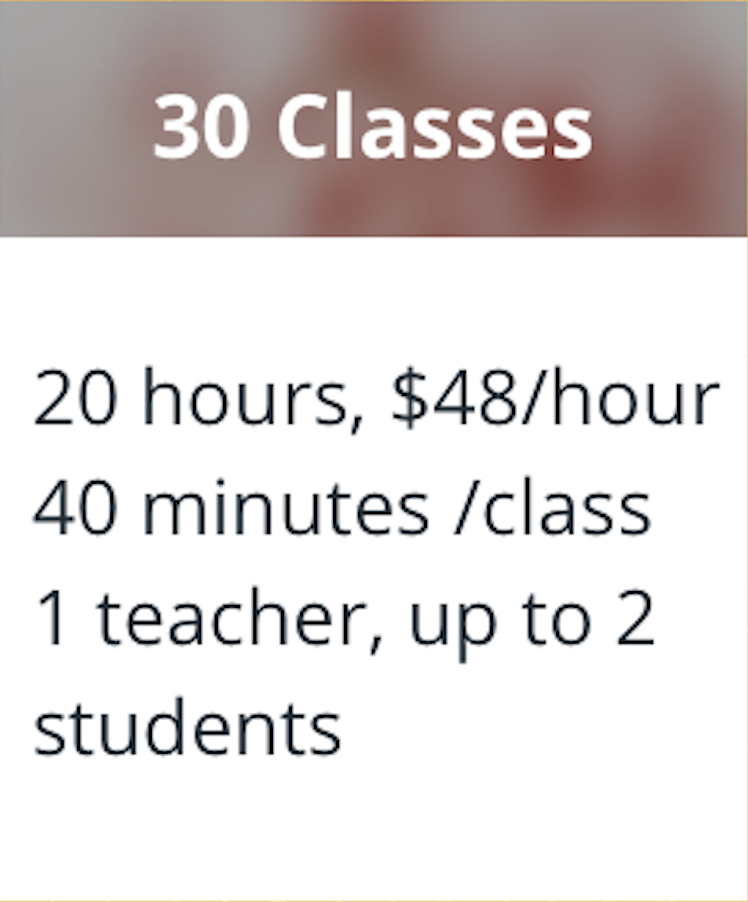 30 Classes
20 hours, $48/hour
40 minutes /class
1 teacher, up to 2
students